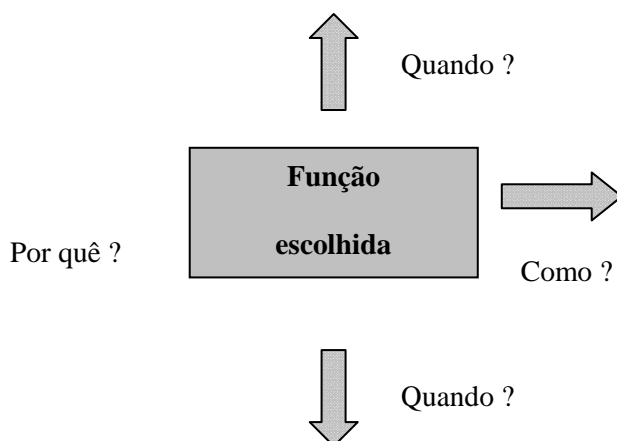 Quando ?
Função
escolhida
Por quê ?
Como ?
Quando ?